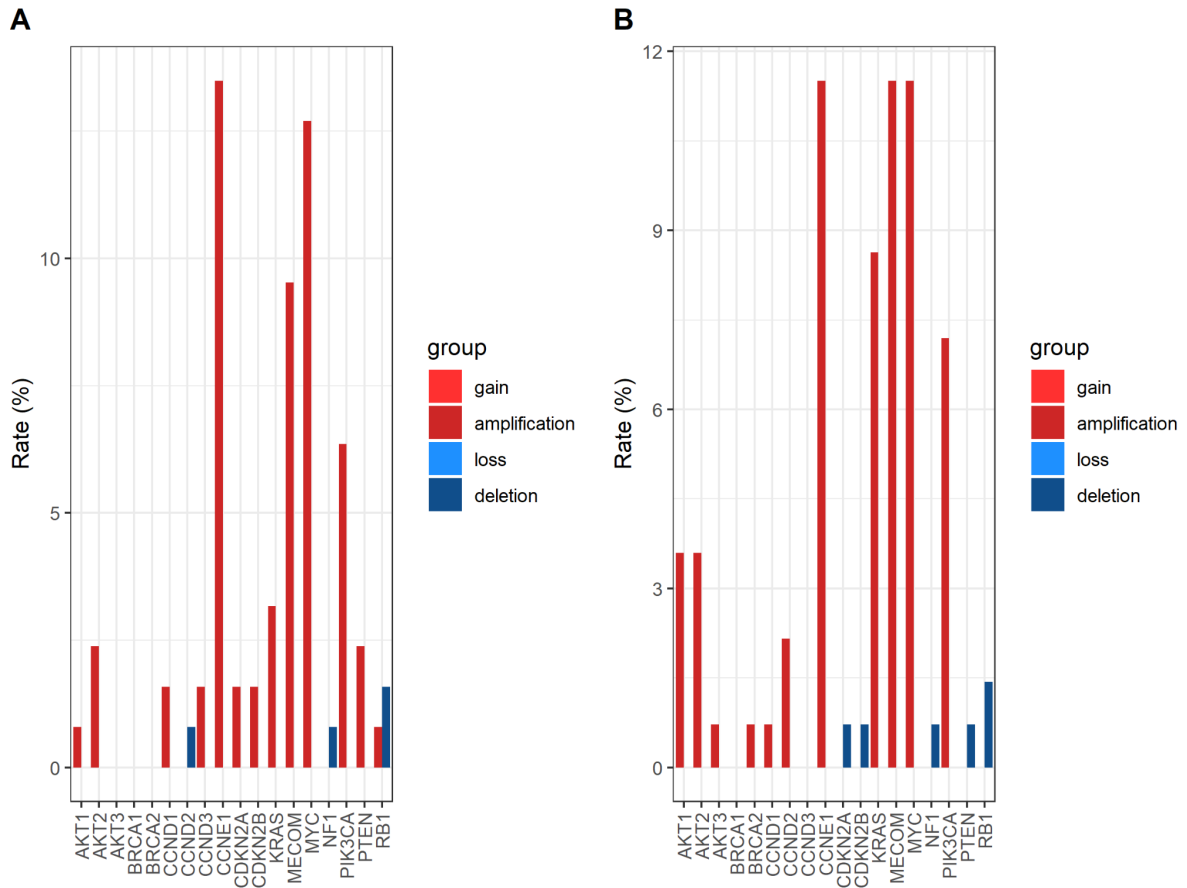 A
Rate (%)
10
5
0
AKT1
AKT2
AKT3
BRCA1
BRCA2
CCND1
CCND2
CCND3
CCNE1
CDKN2A
CDKN2B
KRAS
MECOM
MYC
NF1
PIK3CA
PTEN
RB1
group
gain
amplification
loss
deletion
B
Rate (%)
12
9
6
3
0
AKT1
AKT2
AKT3
BRCA1
BRCA2
CCND1
CCND2
CCND3
CCNE1
CDKN2A
CDKN2B
KRAS
MECOM
MYC
NF1
PIK3CA
PTEN
RB1
group
gain
amplification
loss
deletion